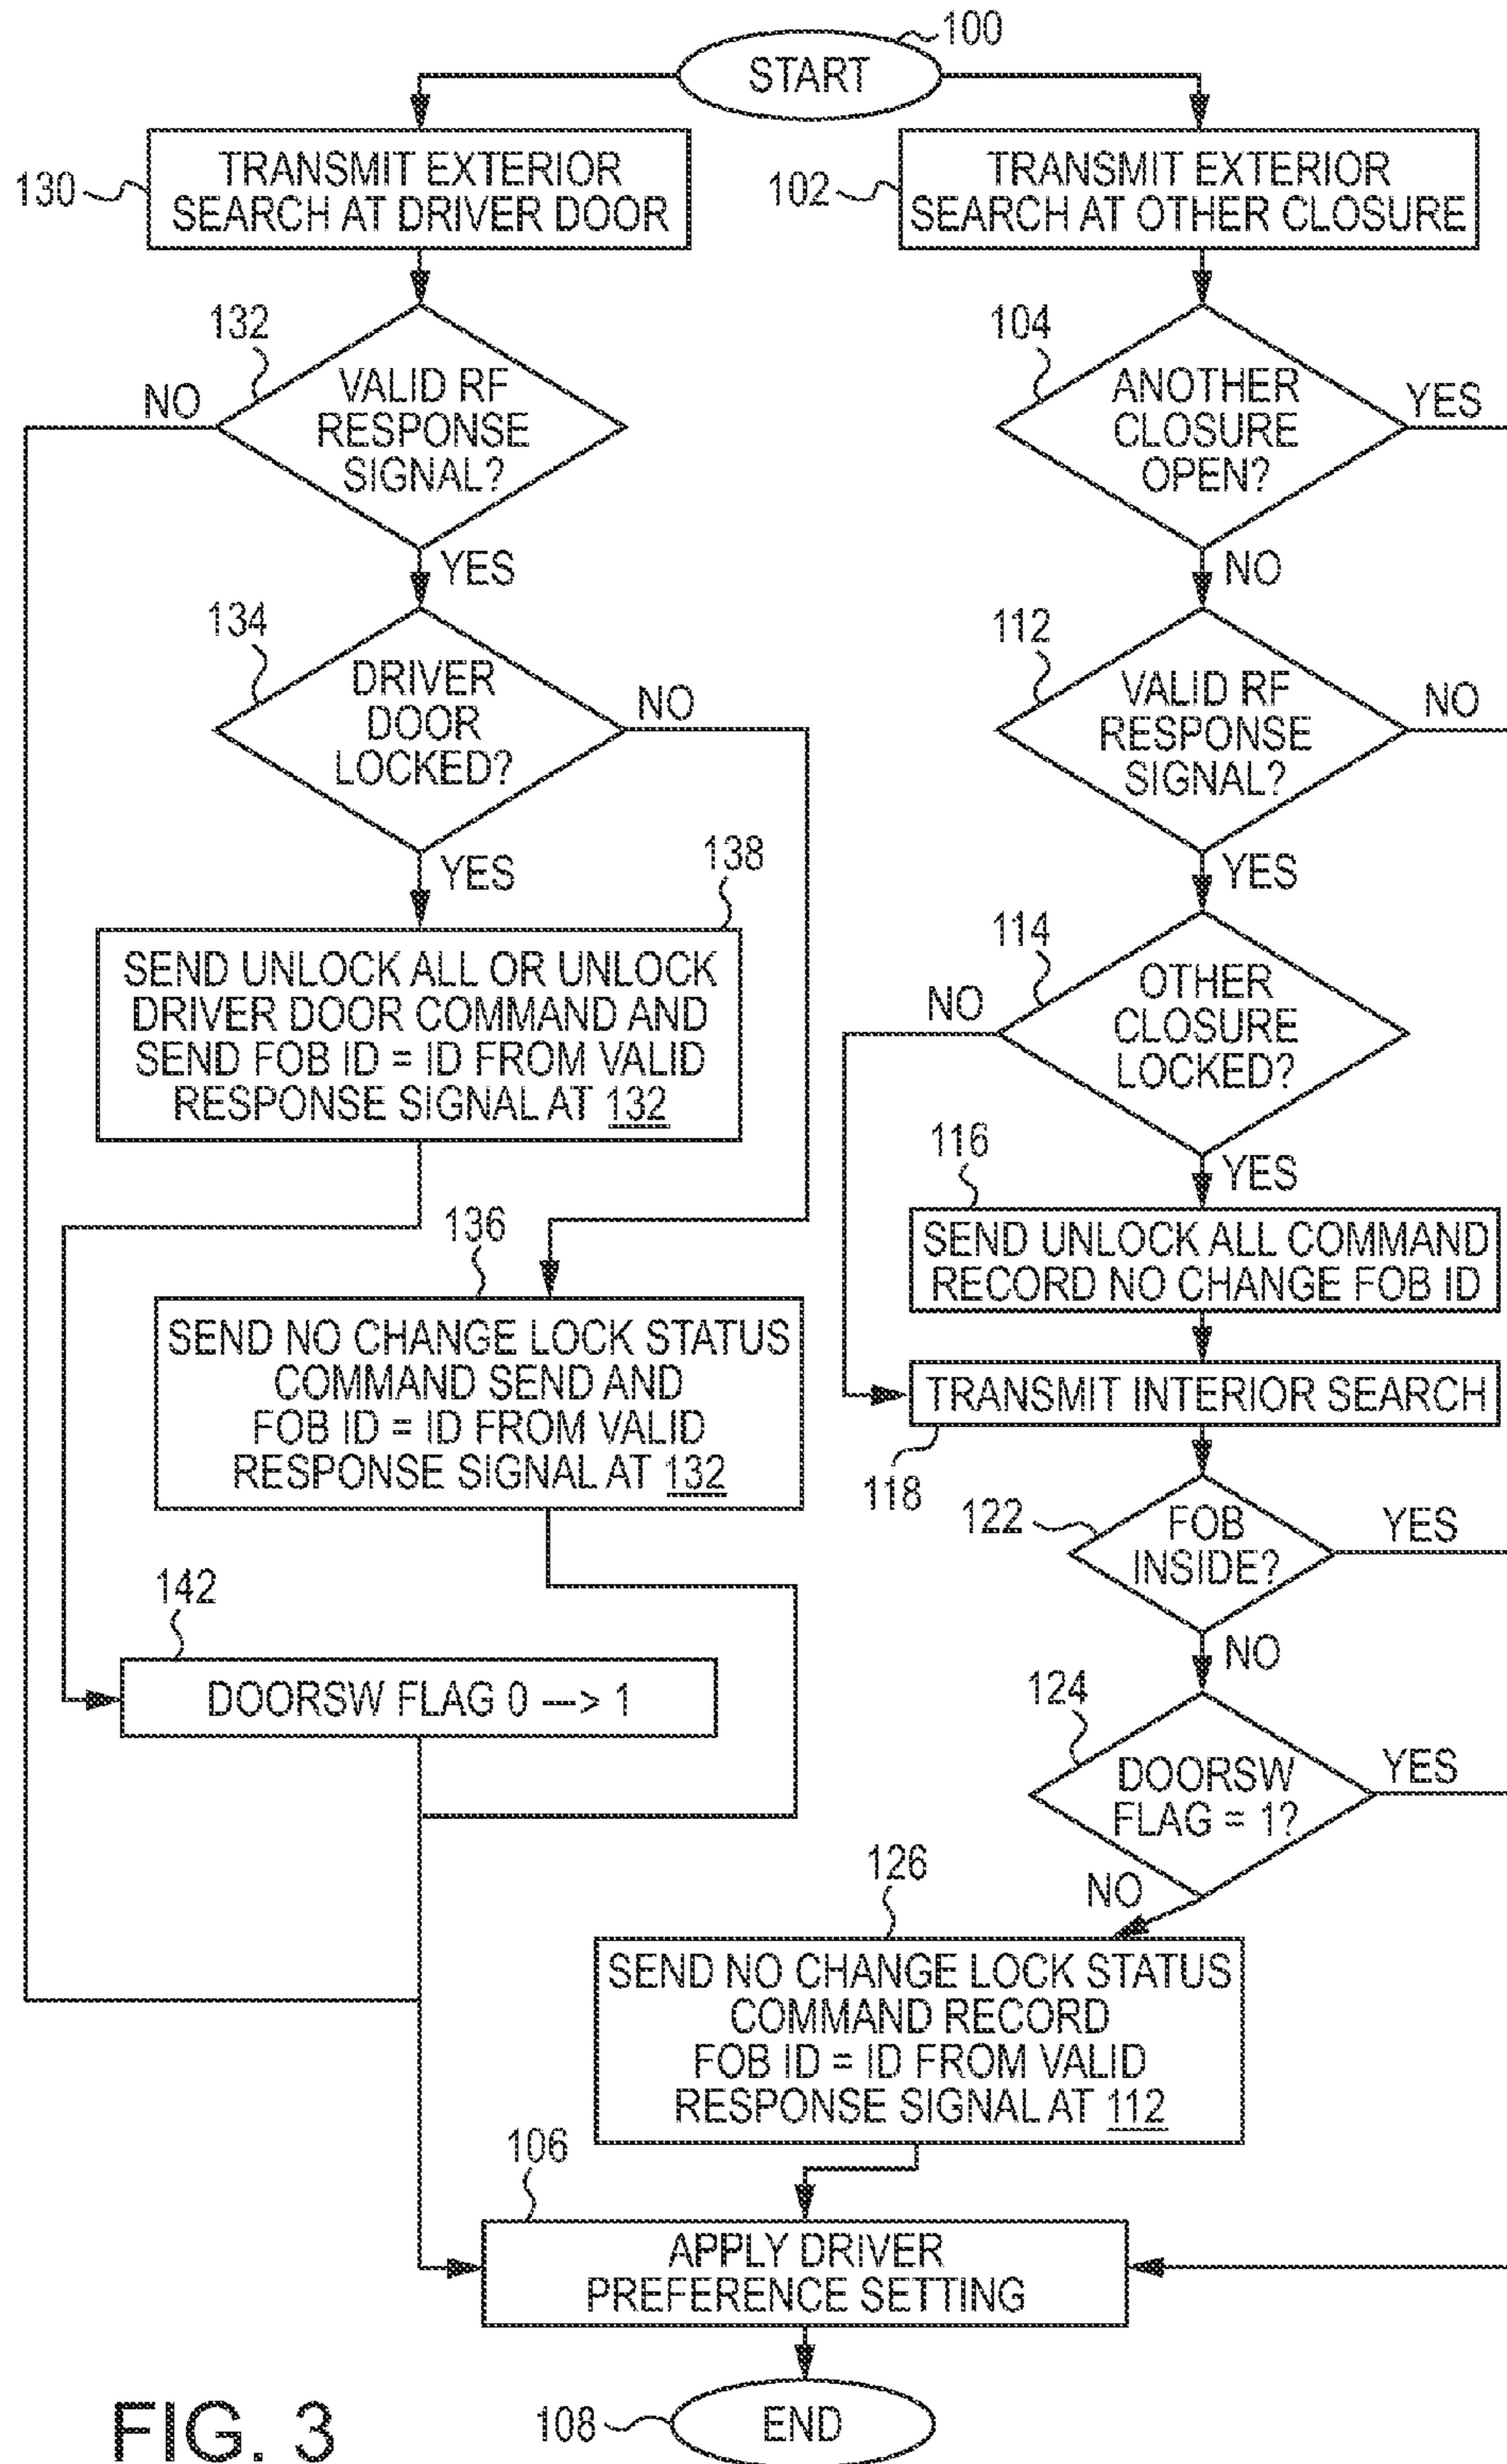 100
START
130
TRANSMIT EXTERIOR
SEARCH AT DRIVER DOOR
102
TRANSMIT EXTERIOR
SEARCH AT OTHER CLOSURE
132
NO
VALID RF
RESPONSE
SIGNAL?
YES
104
ANOTHER
CLOSURE
OPEN?
YES
NO
134
DRIVER
DOOR
LOCKED?
NO
YES
112
VALID RF
RESPONSE
SIGNAL?
NO
YES
138
SEND UNLOCK ALL OR UNLOCK
DRIVER DOOR COMMAND AND
SEND FOB ID = ID FROM VALID
RESPONSE SIGNAL AT 132
114
NO
OTHER
CLOSURE
LOCKED?
YES
116
SEND UNLOCK ALL COMMAND
RECORD NO CHANGE FOB ID
136
SEND NO CHANGE LOCK STATUS
COMMAND SEND AND
FOB ID = ID FROM VALID
RESPONSE SIGNAL AT 132
TRANSMIT INTERIOR SEARCH
118
122
FOB
INSIDE?
YES
NO
142
DOORSW FLAG 0 ---> 1
124
DOORSW
FLAG = 1?
YES
NO
126
SEND NO CHANGE LOCK STATUS
COMMAND RECORD
FOB ID = ID FROM VALID
RESPONSE SIGNAL AT 112
106
APPLY DRIVER
PREFERENCE SETTING
108
END
FIG. 3